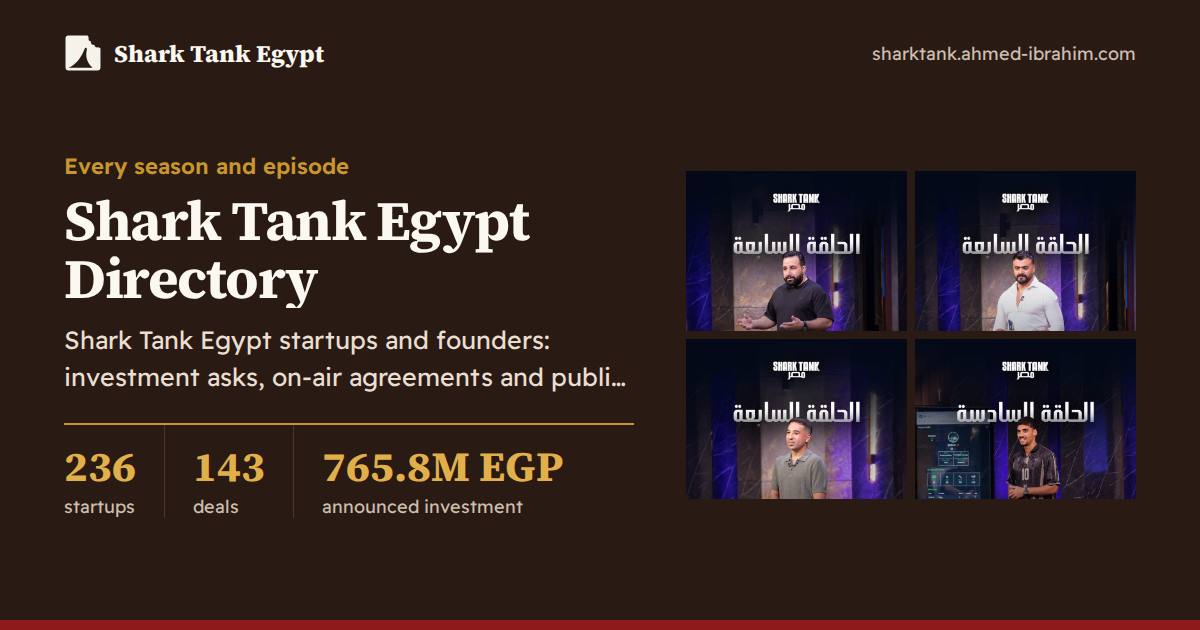 Shark Tank Egypt
sharktank.ahmed-ibrahim.com
Every season and episode
Shark Tank Egypt
Directory
Shark Tank Egypt startups and founders:
investment asks, on-air agreements and publi...
236
startups
143
deals
765.8M EGP
announced investment
SHARK TANK
مصر
الحلقة السابعة
SHARK TANK
مصر
الحلقة السابعة
SHARK TANK
مصر
الحلقة السابعة
SHARK TANK
مصر
الحلقة السادسة
10